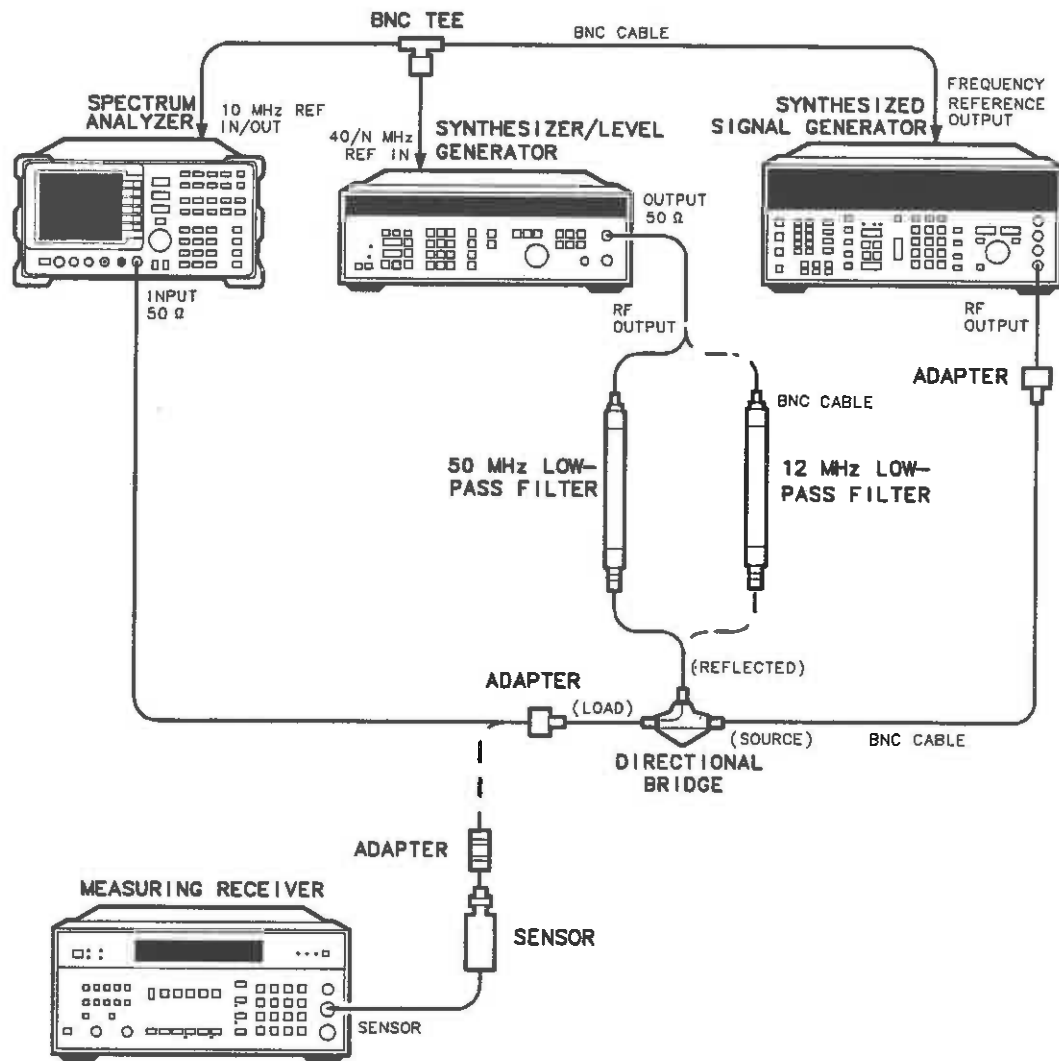 BNC TEE
BNC CABLE
SPECTRUM
ANALYZER
10 MHz REF
IN/OUT
40/N MHz
REF IN
SYNTHESIZER/LEVEL
GENERATOR
SYNTHESIZED
SIGNAL GENERATOR
FREQUENCY
REFERENCE
OUTPUT
OUTPUT
50 Ω
INPUT
50 Ω
RF
OUTPUT
RF
OUTPUT
ADAPTER
BNC CABLE
50 MHz LOW-
PASS FILTER
12 MHz LOW-
PASS FILTER
(REFLECTED)
ADAPTER
(LOAD)
(SOURCE)
BNC CABLE
DIRECTIONAL
BRIDGE
ADAPTER
MEASURING RECEIVER
SENSOR
SENSOR